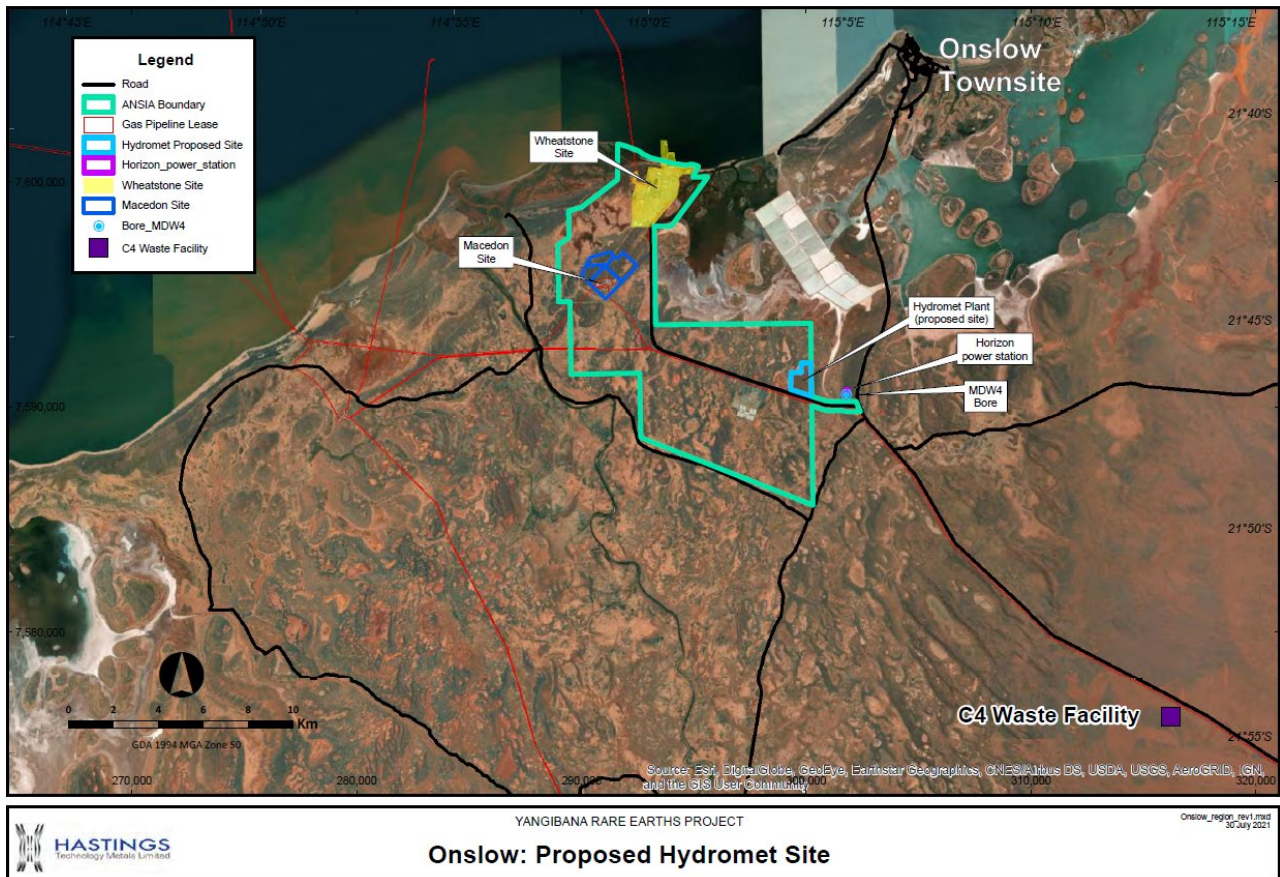 114°45'E
114°50'E
114°55'E
115°0'E
115°5'E
115°10'E
115°15'E
Legend
Road
ANSIA Boundary
Gas Pipeline Lease
Hydromet Proposed Site
Horizon_power_station
Wheatstone Site
Macedon Site
Bore_MDW4
C4 Waste Facility
Onslow
Townsite
21°40'S
Wheatstone
Site
7,600,000
Macedon
Site
Hydromet Plant
(proposed site)
21°45'S
Horizon
power station
MDW4
Bore
7,590,000
21°50'S
7,580,000
C4 Waste Facility
0 2 4 6 8 10
Km
GDA 1994 MGA Zone 50
21°55'S
Source: Esri, DigitalGlobe, GeoEye, Earthstar Geographics, CNES/Airbus DS, USDA, USGS, AeroGRID, IGN,
and the GIS User Community
270,000
280,000
290,000
300,000
310,000
320,000
HASTINGS
Technology Metals Limited
YANGIBANA RARE EARTHS PROJECT
Onslow: Proposed Hydromet Site
Onslow_region_rev1.mxd
30 July 2021